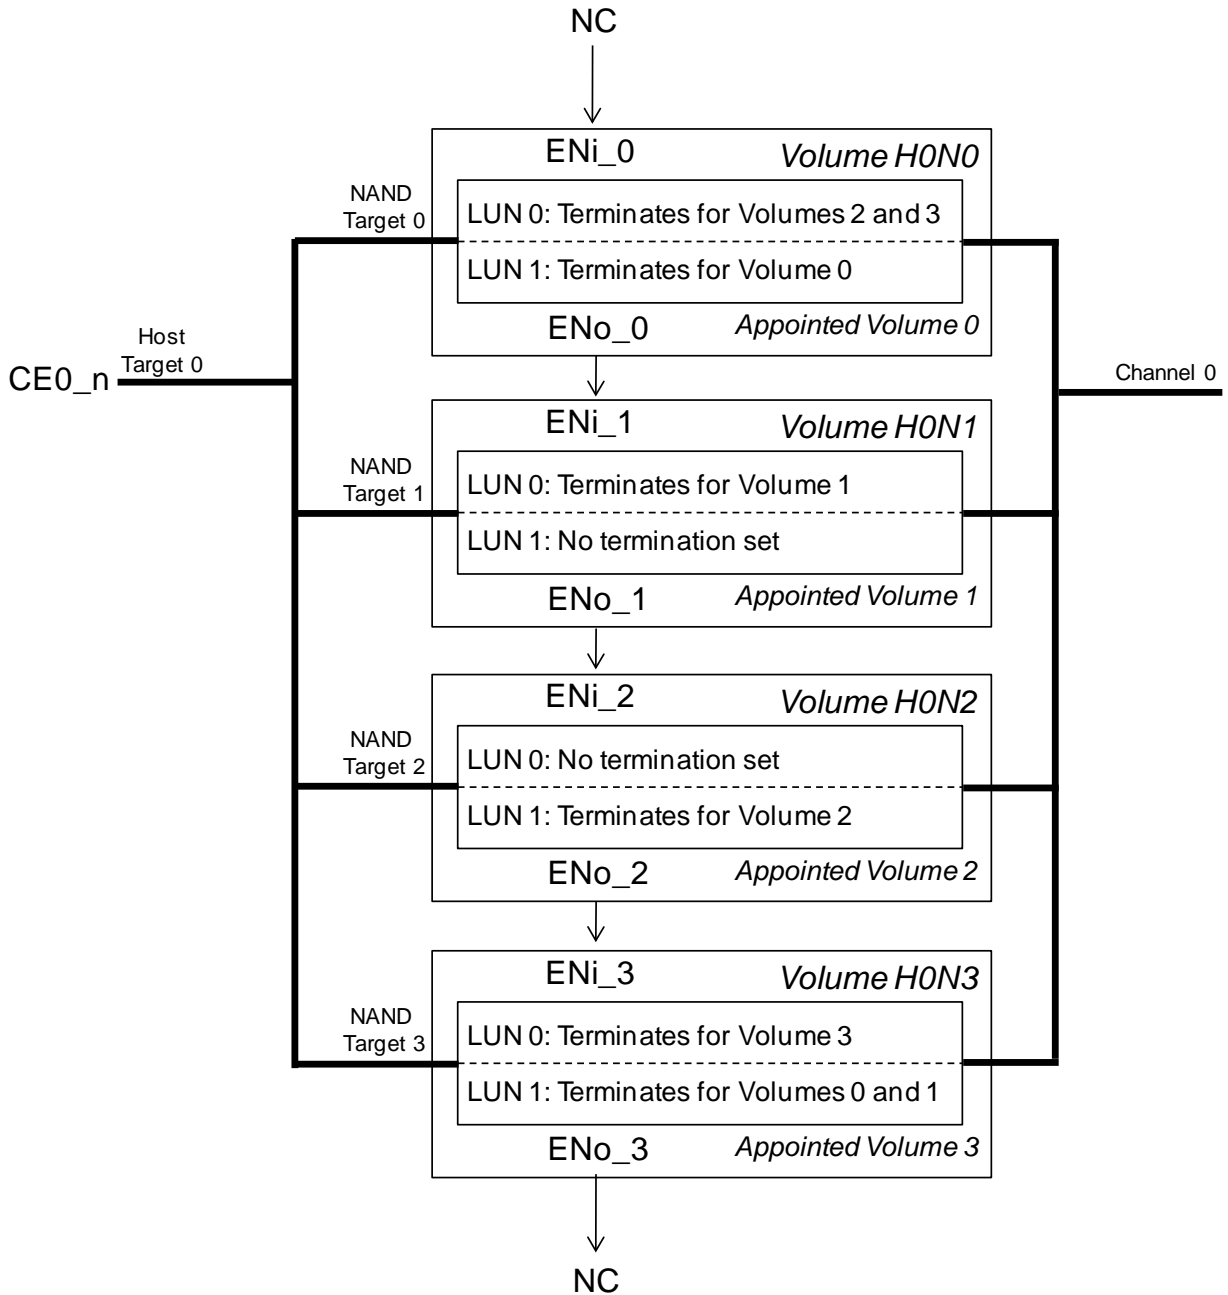 NC
ENi_0
Volume H0N0
NAND
Target 0
LUN 0: Terminates for Volumes 2 and 3
LUN 1: Terminates for Volume 0
ENo_0
Appointed Volume 0
Host
Target 0
CE0_n
Channel 0
ENi_1
Volume H0N1
NAND
Target 1
LUN 0: Terminates for Volume 1
LUN 1: No termination set
ENo_1
Appointed Volume 1
ENi_2
Volume H0N2
NAND
Target 2
LUN 0: No termination set
LUN 1: Terminates for Volume 2
ENo_2
Appointed Volume 2
ENi_3
Volume H0N3
NAND
Target 3
LUN 0: Terminates for Volume 3
LUN 1: Terminates for Volumes 0 and 1
ENo_3
Appointed Volume 3
NC